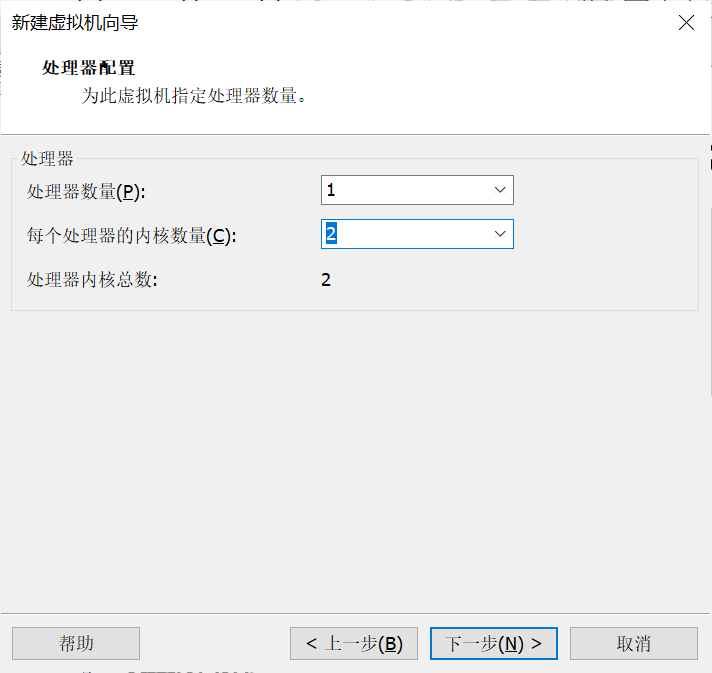 新建虚拟机向导
处理器配置
为此虚拟机指定处理器数量。
处理器
处理器数量(P): 1
每个处理器的内核数量(C): 2
处理器内核总数: 2
帮助 < 上一步(B) 下一步(N) > 取消